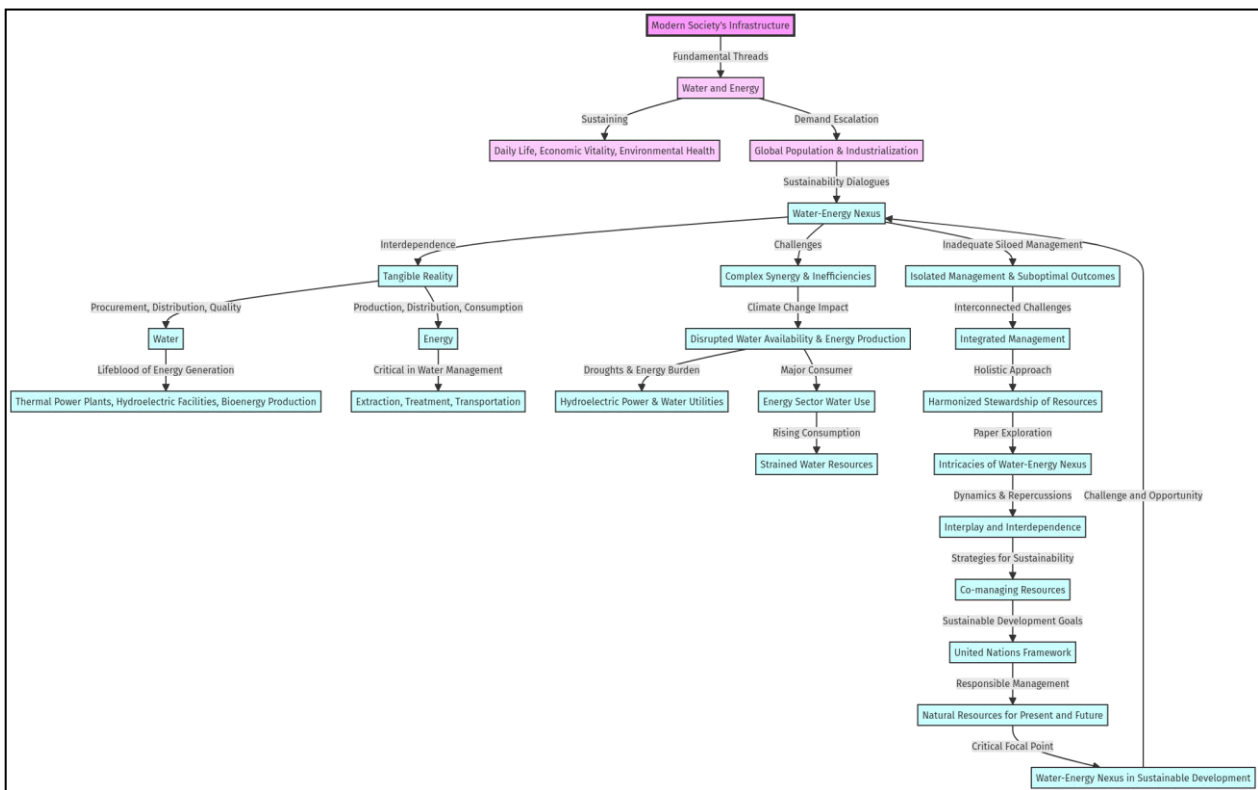 Modern Society's Infrastructure
Fundamental Threads
Water and Energy
Sustaining
Demand Escalation
Daily Life, Economic Vitality, Environmental Health
Global Population & Industrialization
Sustainability Dialogues
Water-Energy Nexus
Interdependence
Challenges
Inadequate Siloed Management
Tangible Reality
Complex Synergy & Inefficiencies
Isolated Management & Suboptimal Outcomes
Procurement, Distribution, Quality
Production, Distribution, Consumption
Climate Change Impact
Interconnected Challenges
Water
Energy
Disrupted Water Availability & Energy Production
Integrated Management
Lifeblood of Energy Generation
Critical in Water Management
Droughts & Energy Burden
Major Consumer
Holistic Approach
Thermal Power Plants, Hydroelectric Facilities, Bioenergy Production
Extraction, Treatment, Transportation
Hydroelectric Power & Water Utilities
Energy Sector Water Use
Harmonized Stewardship of Resources
Rising Consumption
Paper Exploration
Strained Water Resources
Intricacies of Water-Energy Nexus
Dynamics & Repercussions
Challenge and Opportunity
Interplay and Interdependence
Strategies for Sustainability
Co-managing Resources
Sustainable Development Goals
United Nations Framework
Responsible Management
Natural Resources for Present and Future
Critical Focal Point
Water-Energy Nexus in Sustainable Development